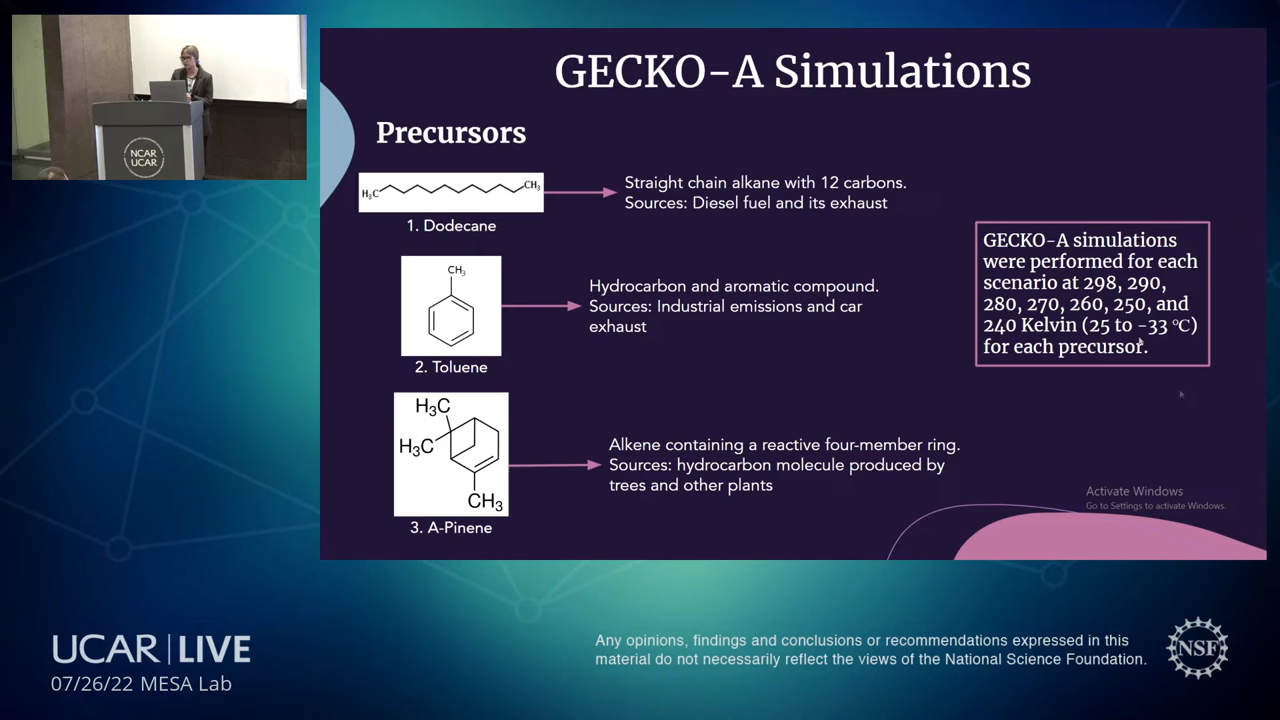 NCAR
UCAR
GECKO-A Simulations
Precursors
H₃C
CH₃
1. Dodecane
Straight chain alkane with 12 carbons.
Sources: Diesel fuel and its exhaust
CH₃
2. Toluene
Hydrocarbon and aromatic compound.
Sources: Industrial emissions and car
exhaust
H₃C
H₃C
CH₃
3. A-Pinene
Alkene containing a reactive four-member ring.
Sources: hydrocarbon molecule produced by
trees and other plants
GECKO-A simulations
were performed for each
scenario at 298, 290,
280, 270, 260, 250, and
240 Kelvin (25 to -33 °C)
for each precursor.
Activate Windows
Go to Settings to activate Windows.
UCAR | LIVE
07/26/22 MESA Lab
Any opinions, findings and conclusions or recommendations expressed in this
material do not necessarily reflect the views of the National Science Foundation.
NSF